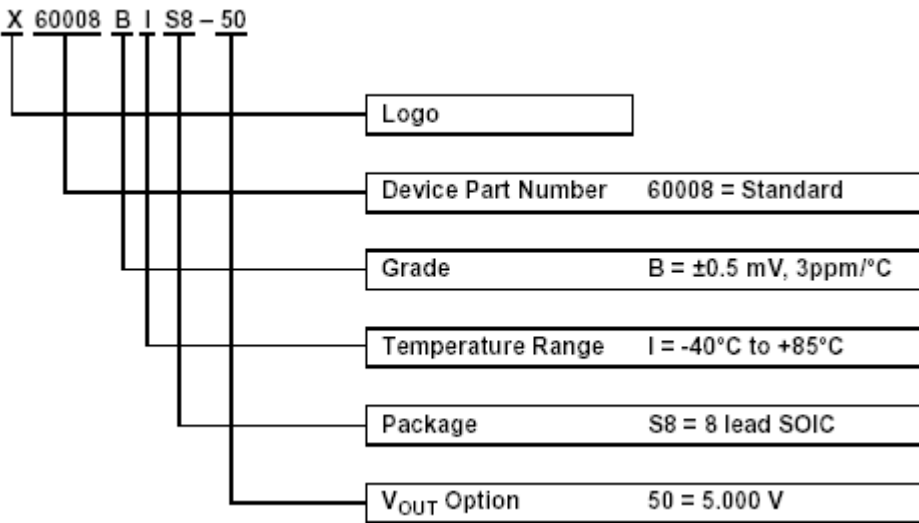 X 60008 B I S8 – 50
Logo
Device Part Number 60008 = Standard
Grade B = ±0.5 mV, 3ppm/°C
Temperature Range I = -40°C to +85°C
Package S8 = 8 lead SOIC
VOUT Option 50 = 5.000 V